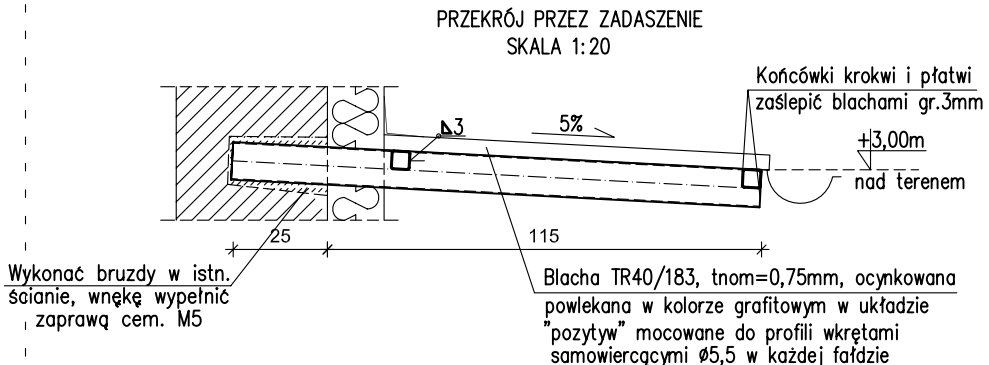 PRZEKRÓJ PRZEZ ZADASZENIE
SKALA 1:20
Końcówki krokwi i płatwi
zaślepić blachami gr.3mm
3
5%
+3,00m
nad terenem
25
115
Wykonać bruzdy w istn.
ścianie, wnękę wypełnić
zaprawą cem. M5
Blacha TR40/183, tnom=0,75mm, ocynkowana
powlekana w kolorze grafitowym w układzie
"pozytyw" mocowane do profili wkrętami
samowiercącymi ø5,5 w każdej fałdzie